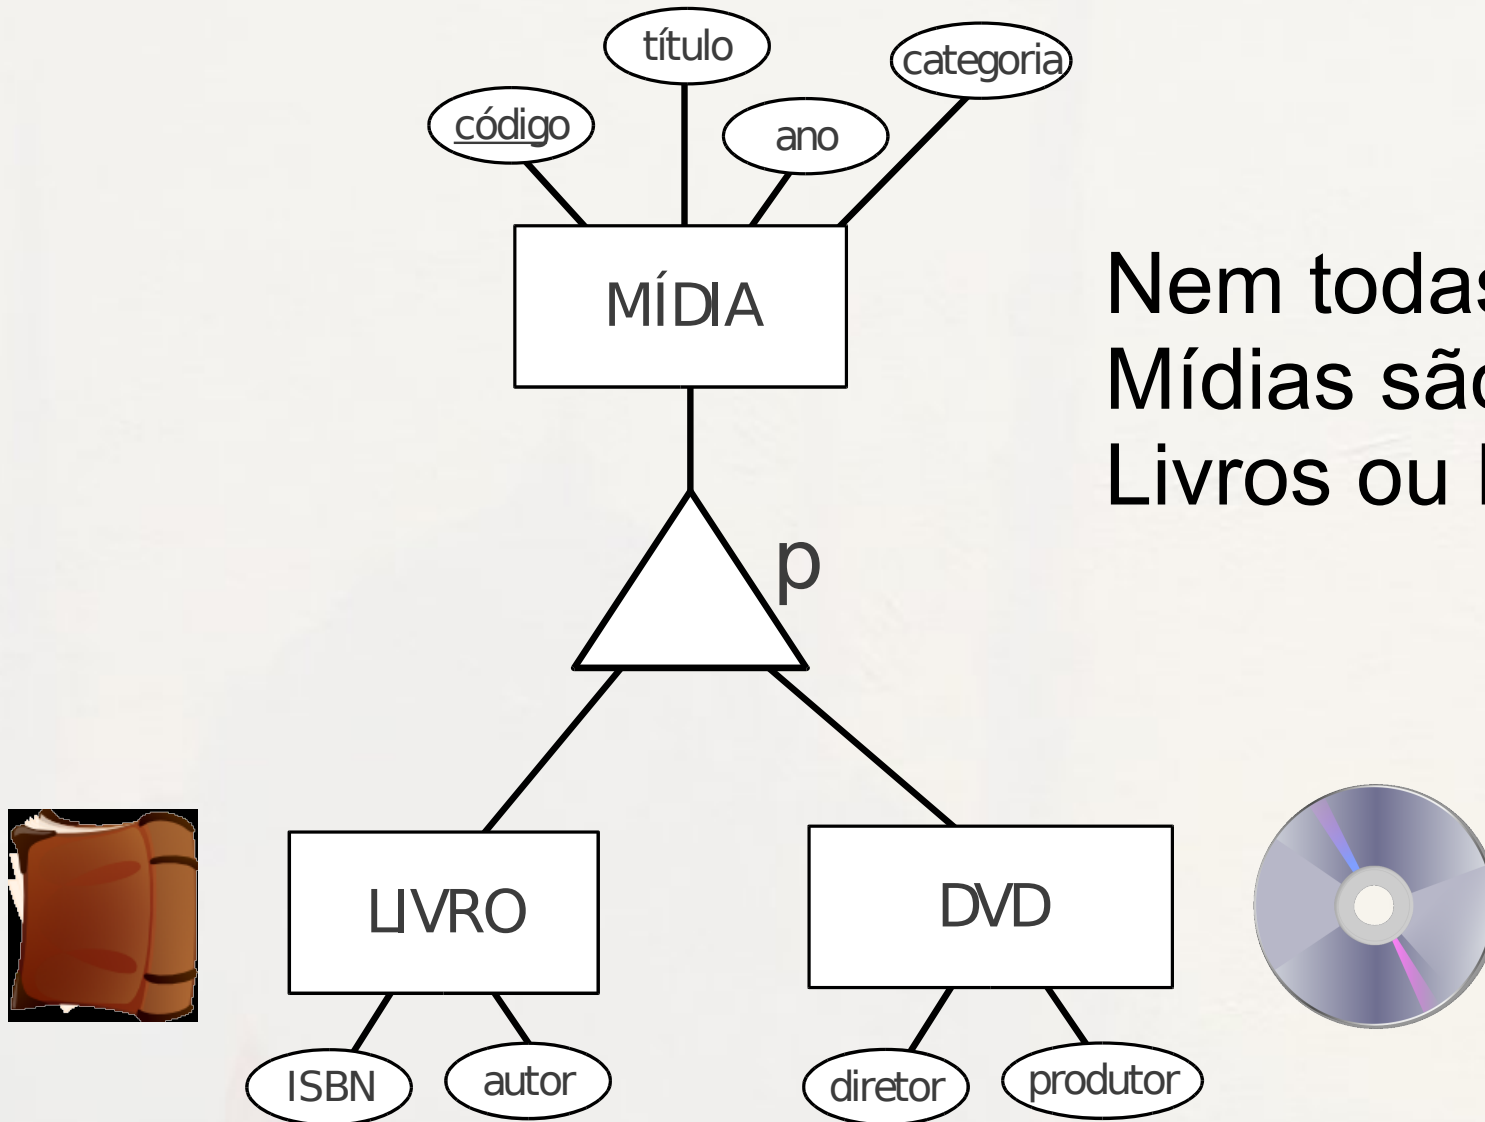 título
categoria
código
ano
MÍDIA
Nem todas
Mídias são
Livros ou
p
LIVRO
DVD
ISBN
autor
diretor
produtor